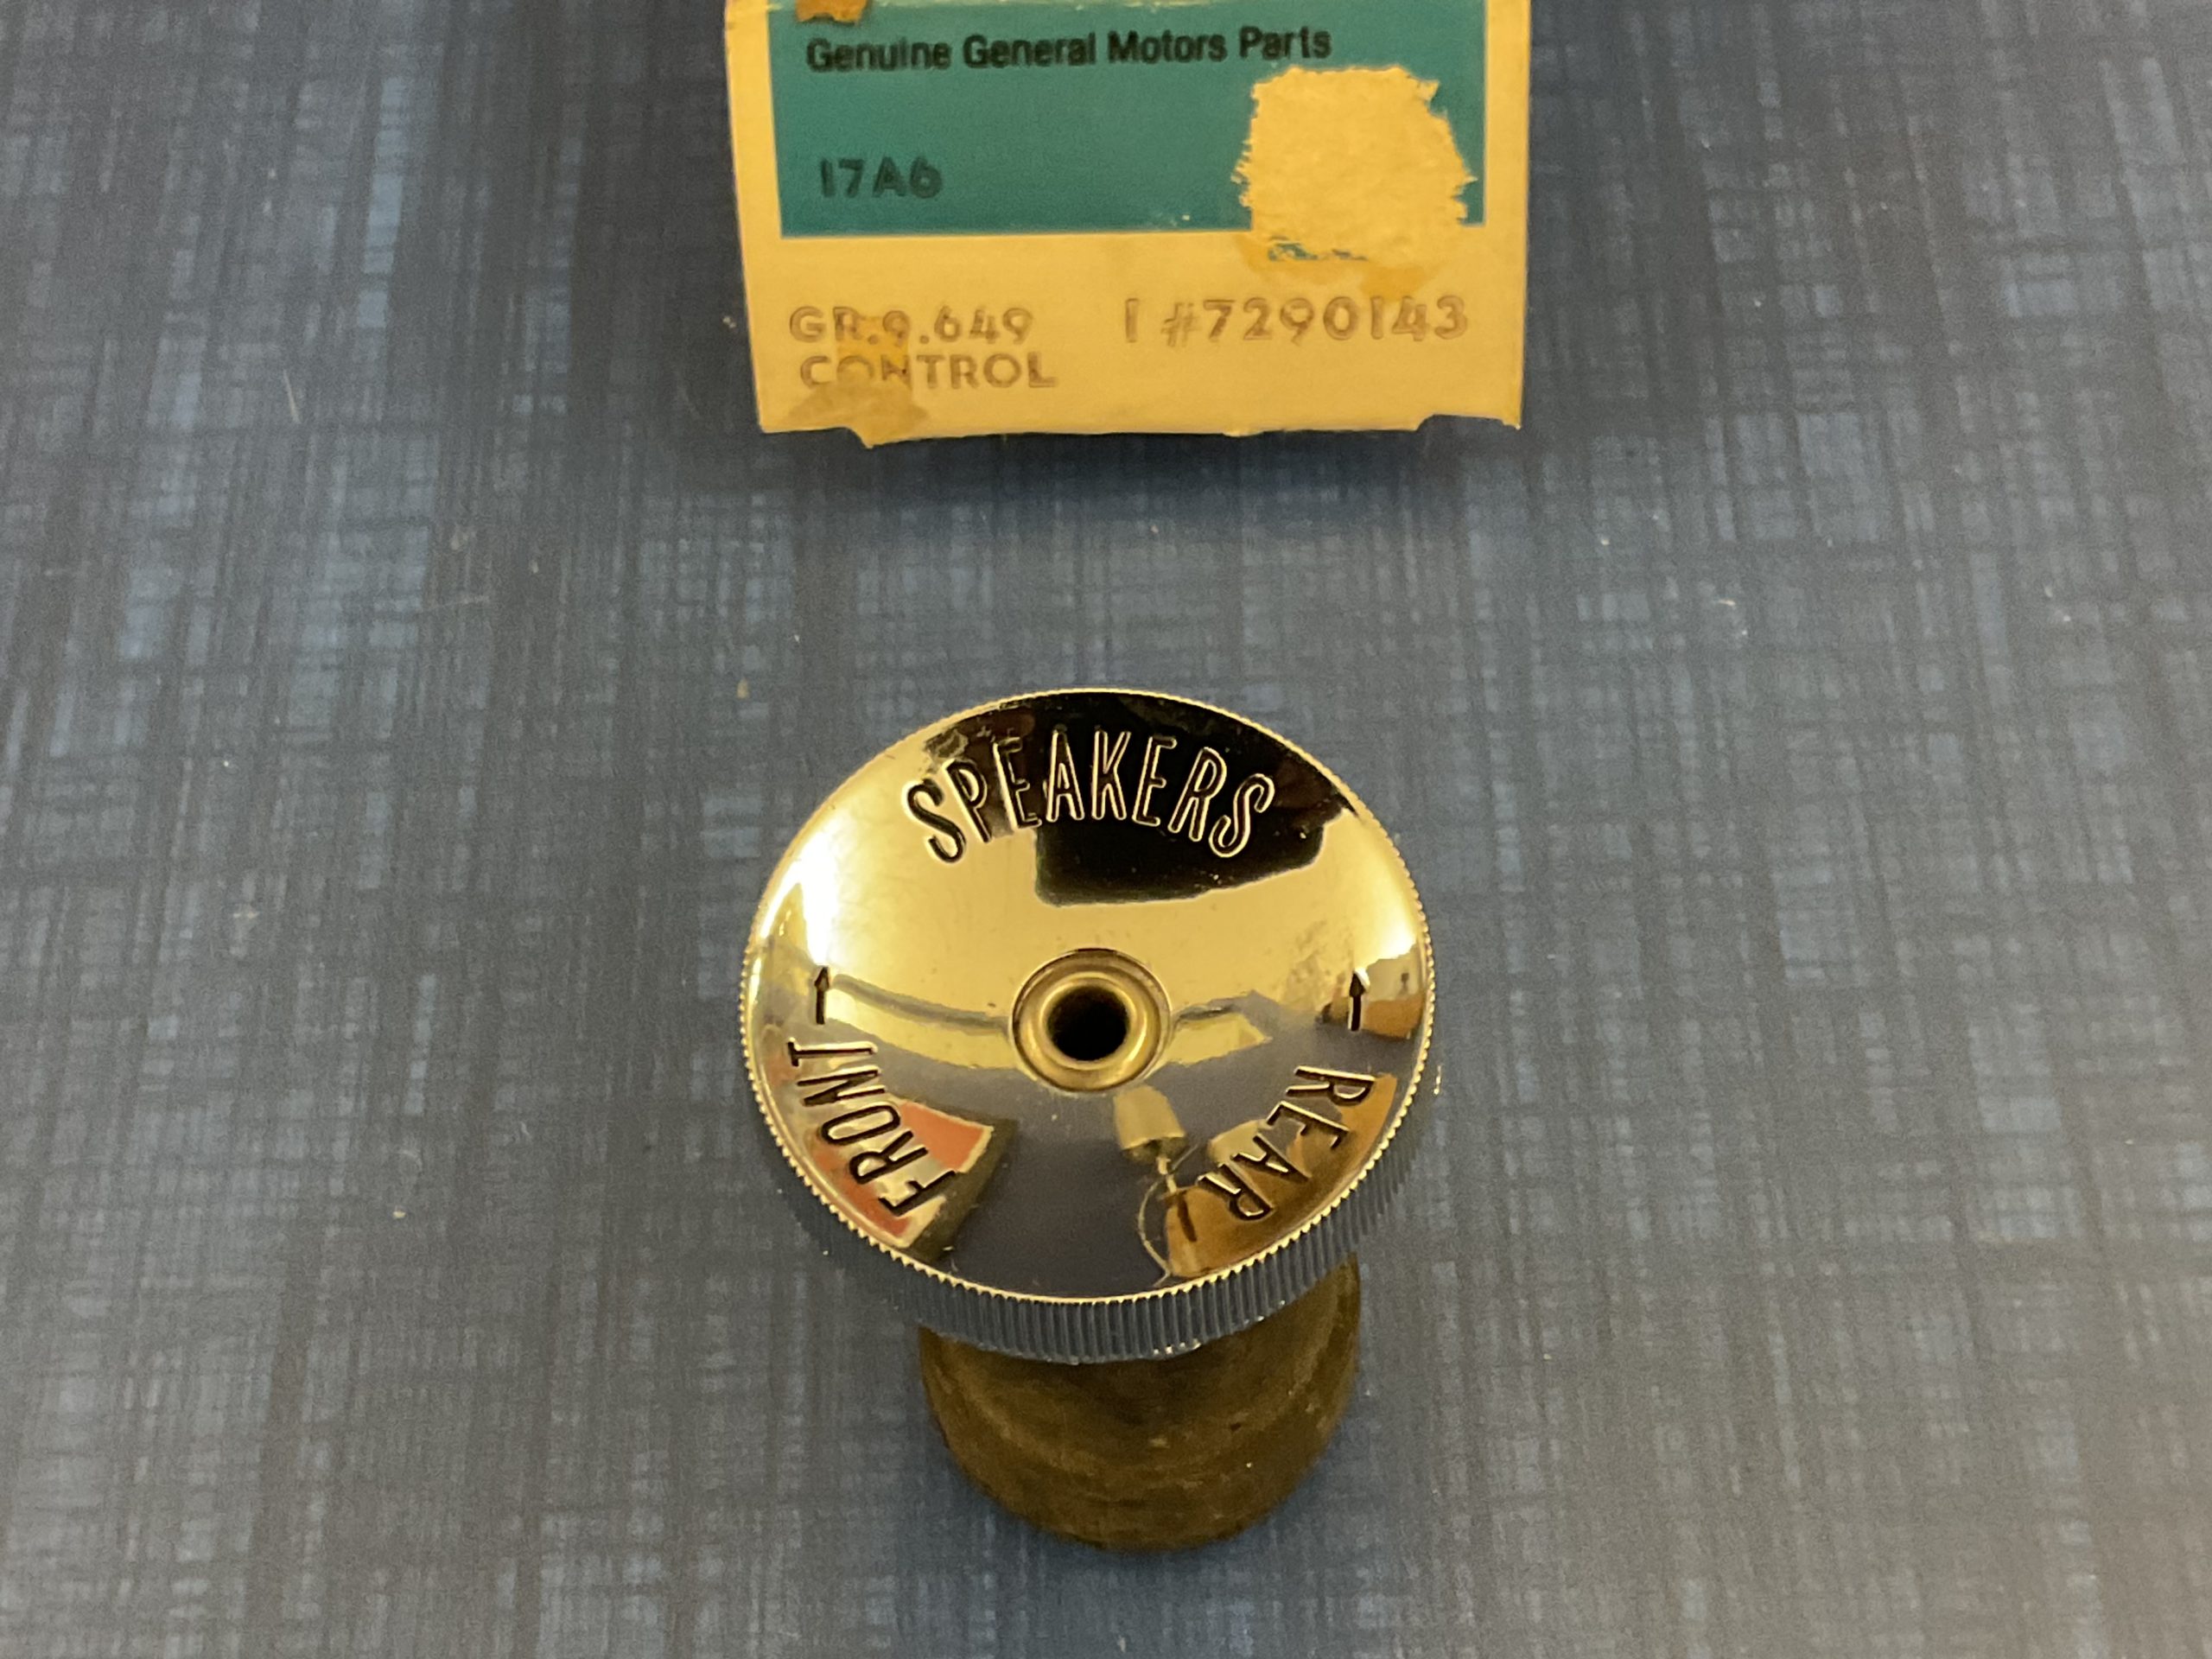 Genuine General Motors Parts
17A6
GR.9.649 1 #7290143
CONTROL
SPEAKERS
FRONT
REAR